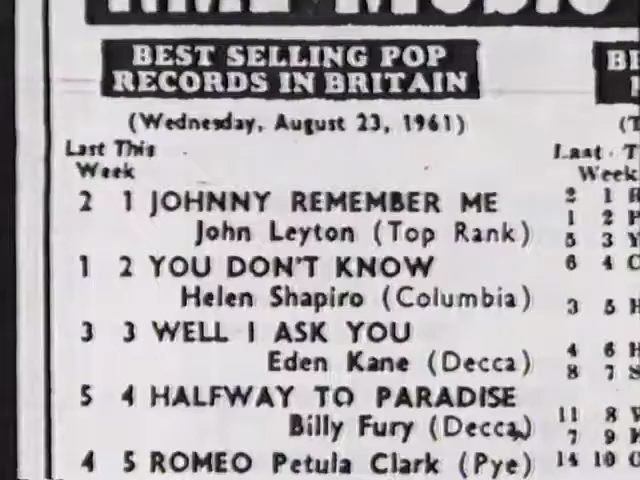 NME MUSIC
BEST SELLING POP
RECORDS IN BRITAIN
(Wednesday, August 23, 1961)
Last This
Week
2 1 JOHNNY REMEMBER ME
John Leyton (Top Rank)
1 2 YOU DON'T KNOW
Helen Shapiro (Columbia)
3 3 WELL I ASK YOU
Eden Kane (Decca)
5 4 HALFWAY TO PARADISE
Billy Fury (Decca)
4 5 ROMEO Petula Clark (Pye)
Last
Week
2 1
1 2
5 3
6 4
3 5
4 6
8 7
11 8
7 9
14 10